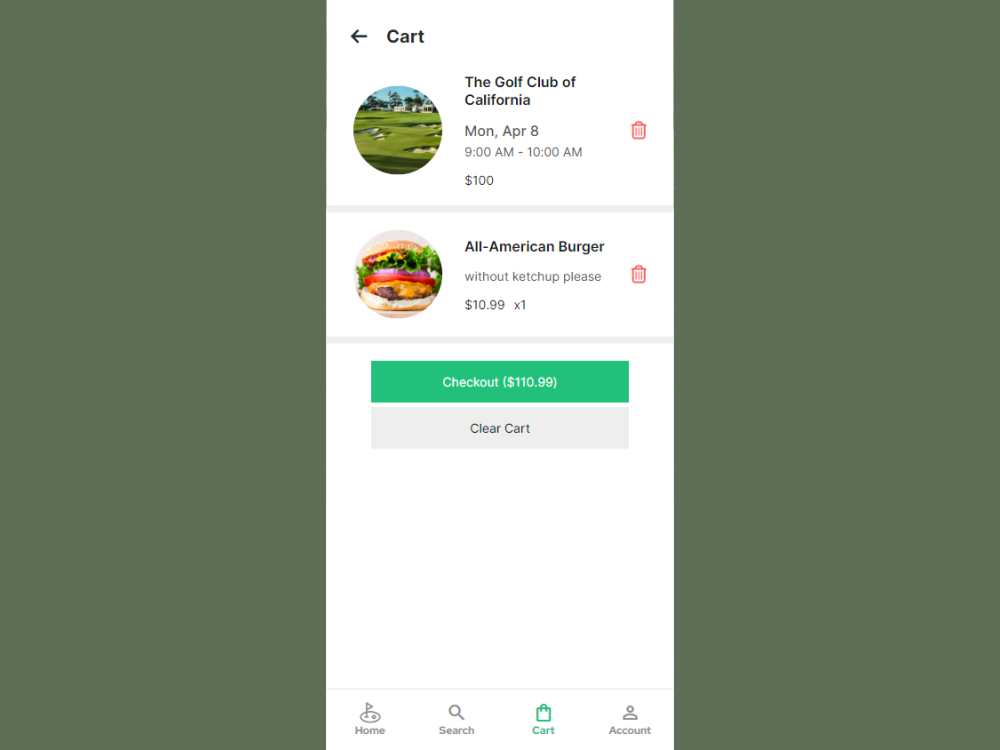 Cart
The Golf Club of
California
Mon, Apr 8
9:00 AM - 10:00 AM
$100
All-American Burger
without ketchup please
$10.99 x1
Checkout ($110.99)
Clear Cart
Home Search Cart Account